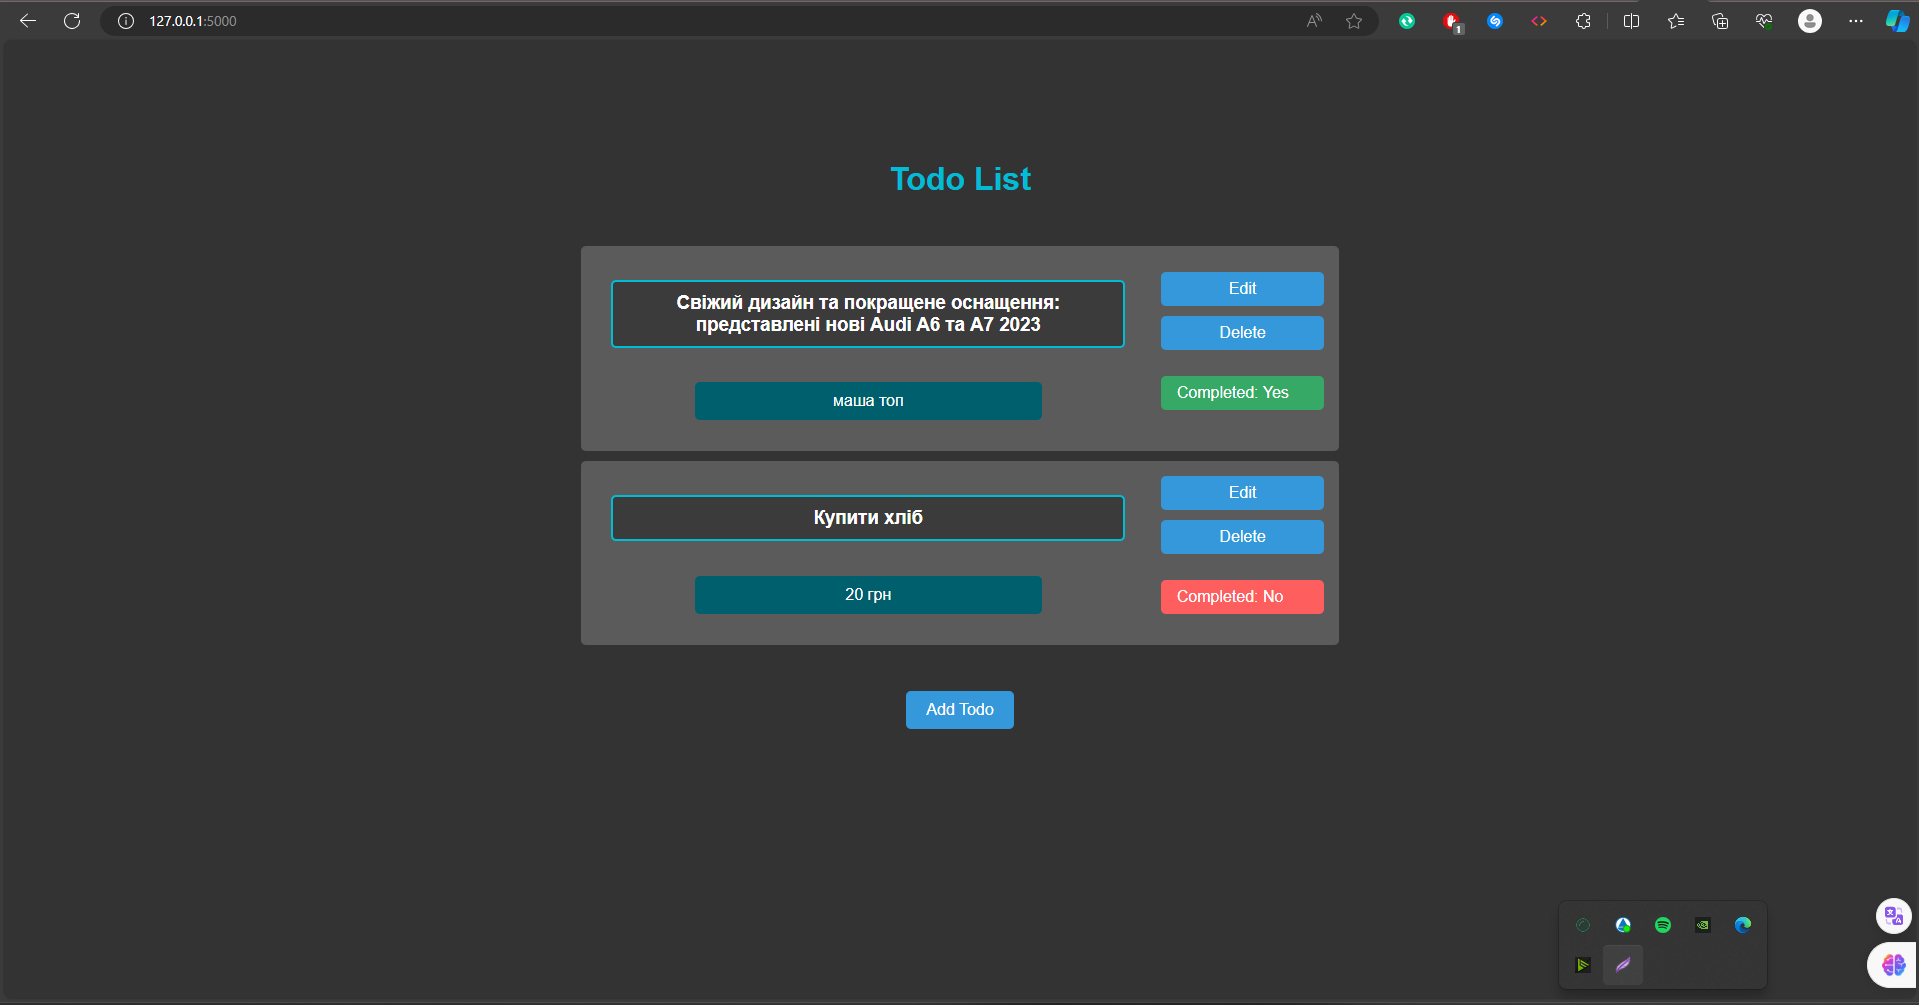 127.0.0.1:5000
1
Todo List
Свіжий дизайн та покращене оснащення:
представлені нові Audi A6 та A7 2023
Edit
Delete
маша топ
Completed: Yes
Купити хліб
Edit
Delete
20 грн
Completed: No
Add Todo